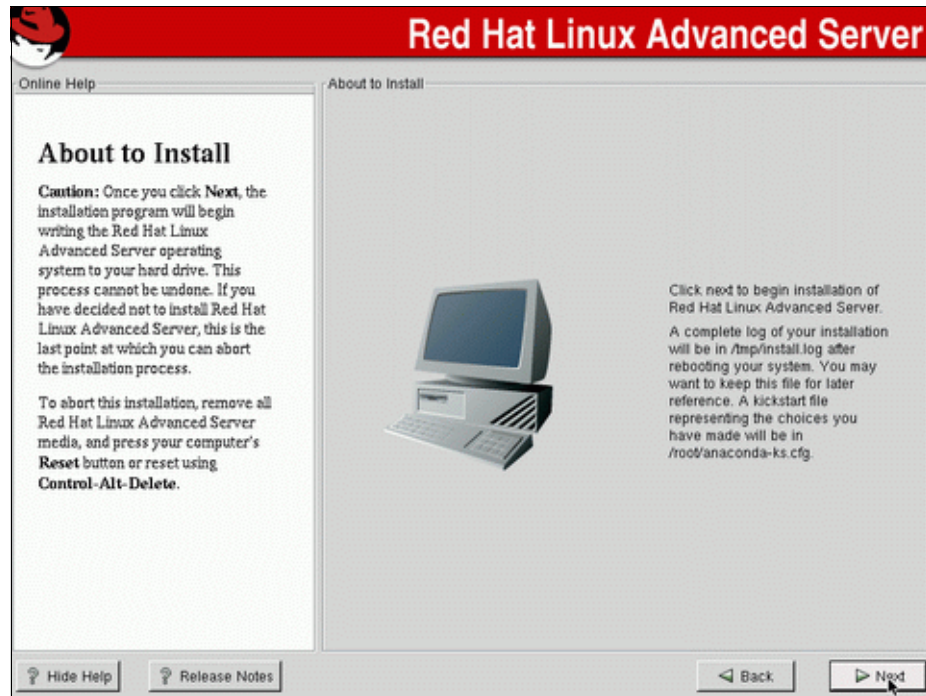 Red Hat Linux Advanced Server
Online Help
About to Install
About to Install
Caution: Once you click Next, the
installation program will begin
writing the Red Hat Linux
Advanced Server operating
system to your hard drive. This
process cannot be undone. If you
have decided not to install Red Hat
Linux Advanced Server, this is the
last point at which you can abort
the installation process.
To abort this installation, remove all
Red Hat Linux Advanced Server
media, and press your computer's
Reset button or reset using
Control-Alt-Delete.
Click next to begin installation of
Red Hat Linux Advanced Server.
A complete log of your installation
will be in /tmp/install.log after
rebooting your system. You may
want to keep this file for later
reference. A kickstart file
representing the choices you
have made will be in
/root/anaconda-ks.cfg.
Hide Help
Release Notes
Back
Next